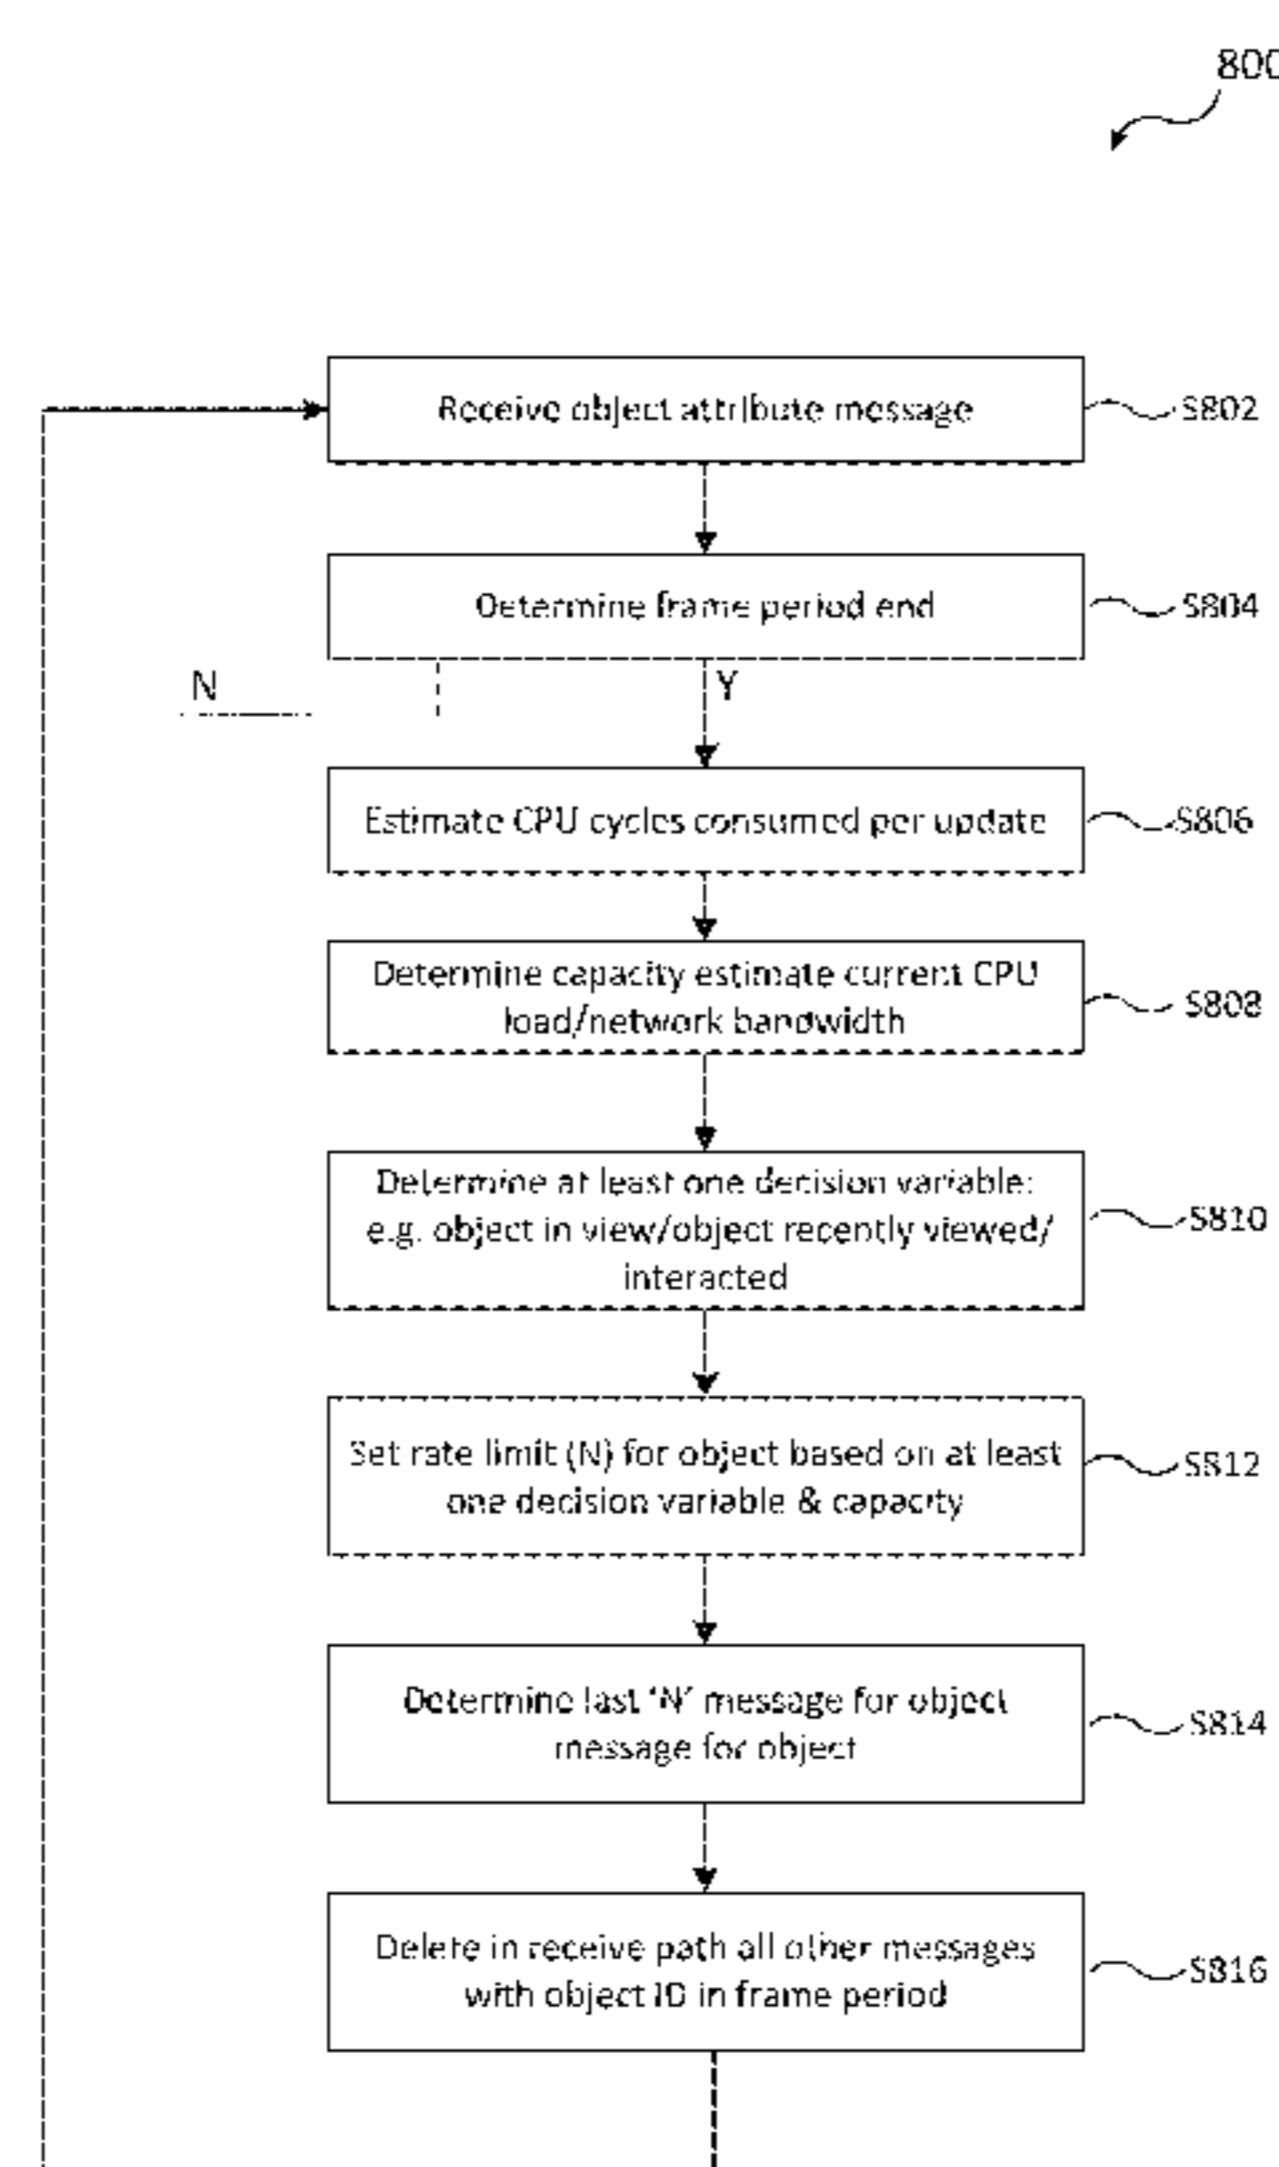 800
Receive object attribute message
S802
Determine frame period end
S804
N
Y
Estimate CPU cycles consumed per update
S806
Determine capacity estimate current CPU
load/network bandwidth
S808
Determine at least one decision variable:
e.g. object in view/object recently viewed/
interacted
S810
Set rate limit (N) for object based on at least
one decision variable & capacity
S812
Determine last ‘N’ message for object
message for object
S814
Delete in receive path all other messages
with object ID in frame period
S816